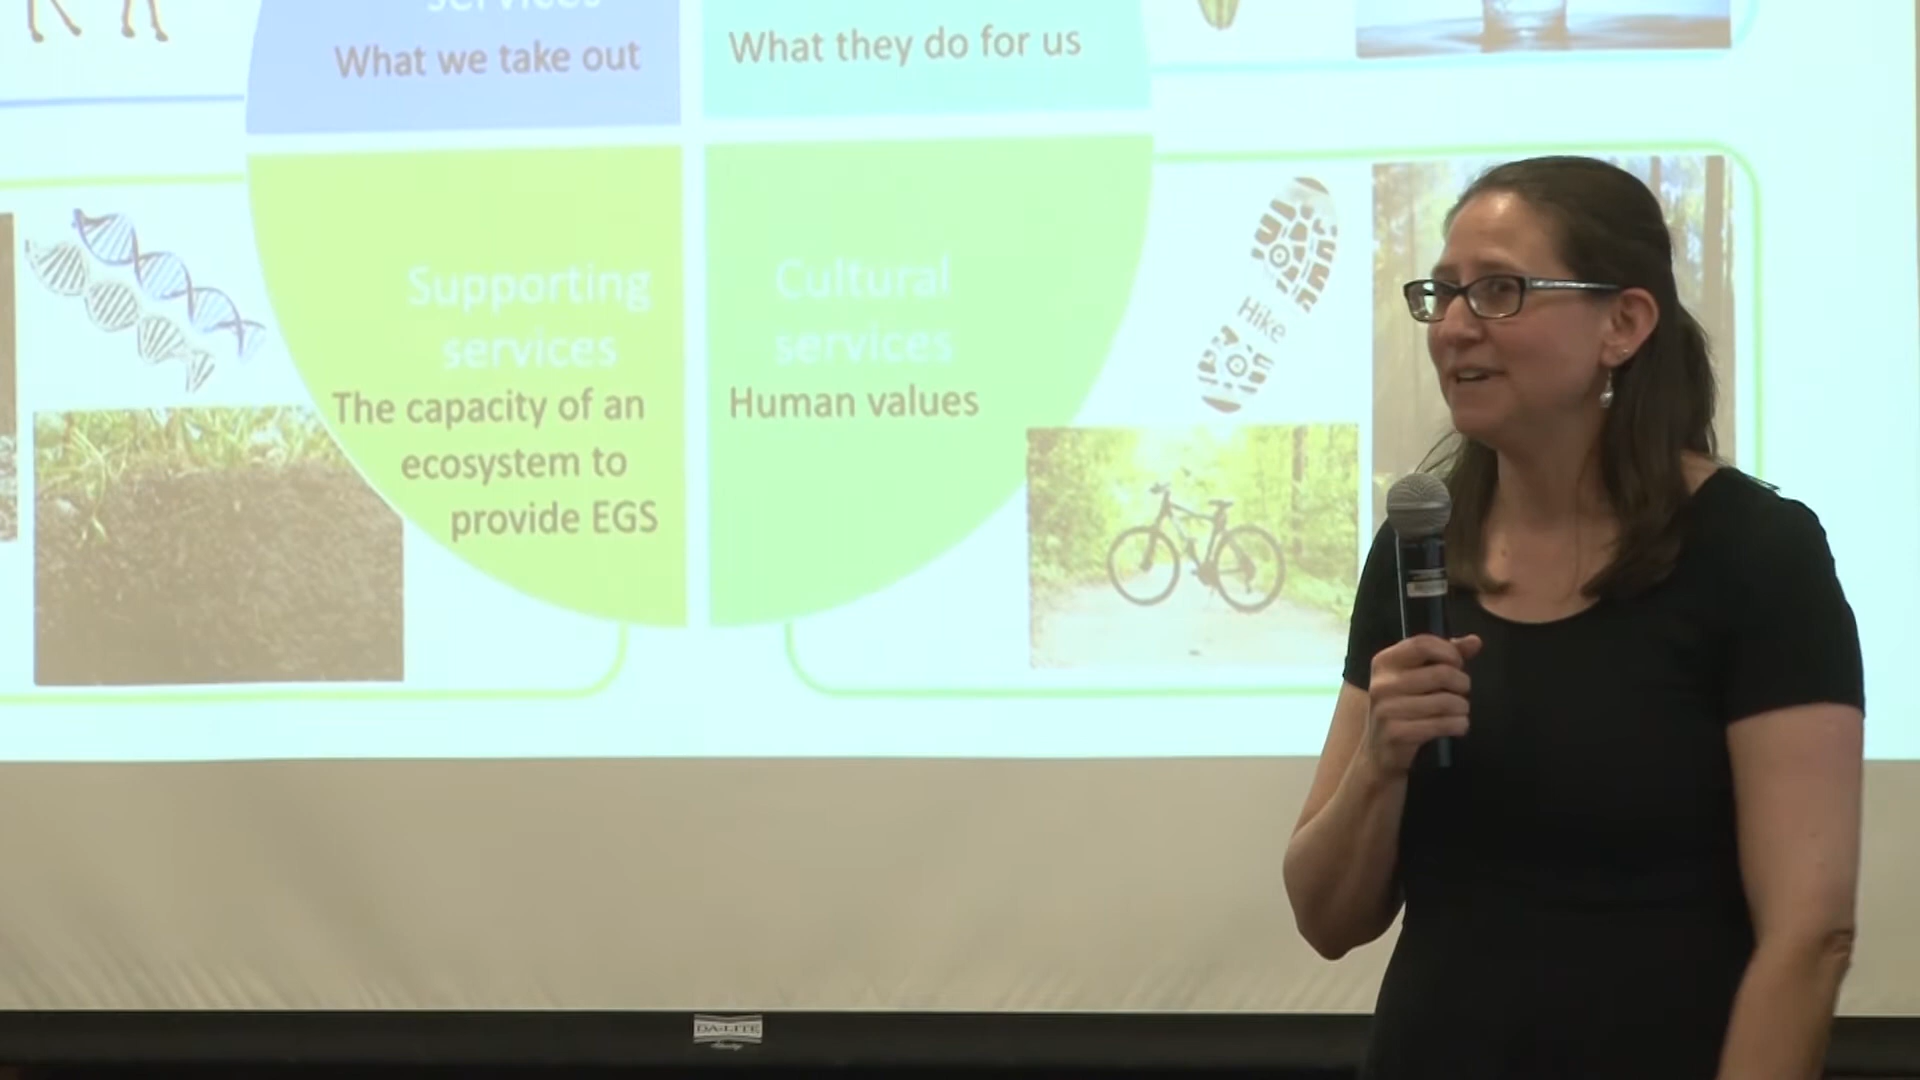 services
What we take out
What they do for us
Supporting
services
The capacity of an
ecosystem to
provide EGS
Cultural
services
Human values
Hike
DA-LITE